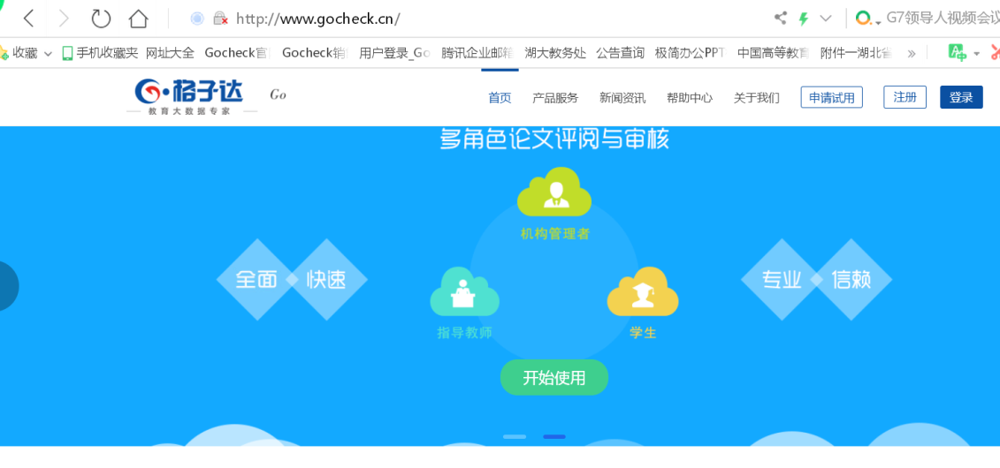 http://www.gocheck.cn/
G7领导人视频会议
收藏 手机收藏夹 网址大全 Gocheck官 Gocheck销 用户登录_Go 腾讯企业邮箱 湖大教务处 公告查询 极简办公PPT 中国高等教育 附件一湖北省 »
格子达 Go 首页 产品服务 新闻资讯 帮助中心 关于我们 申请试用 注册 登录
教育大数据专家
多角色论文评阅与审核
机构管理者
全面 快速 专业 信赖
指导教师 学生
开始使用